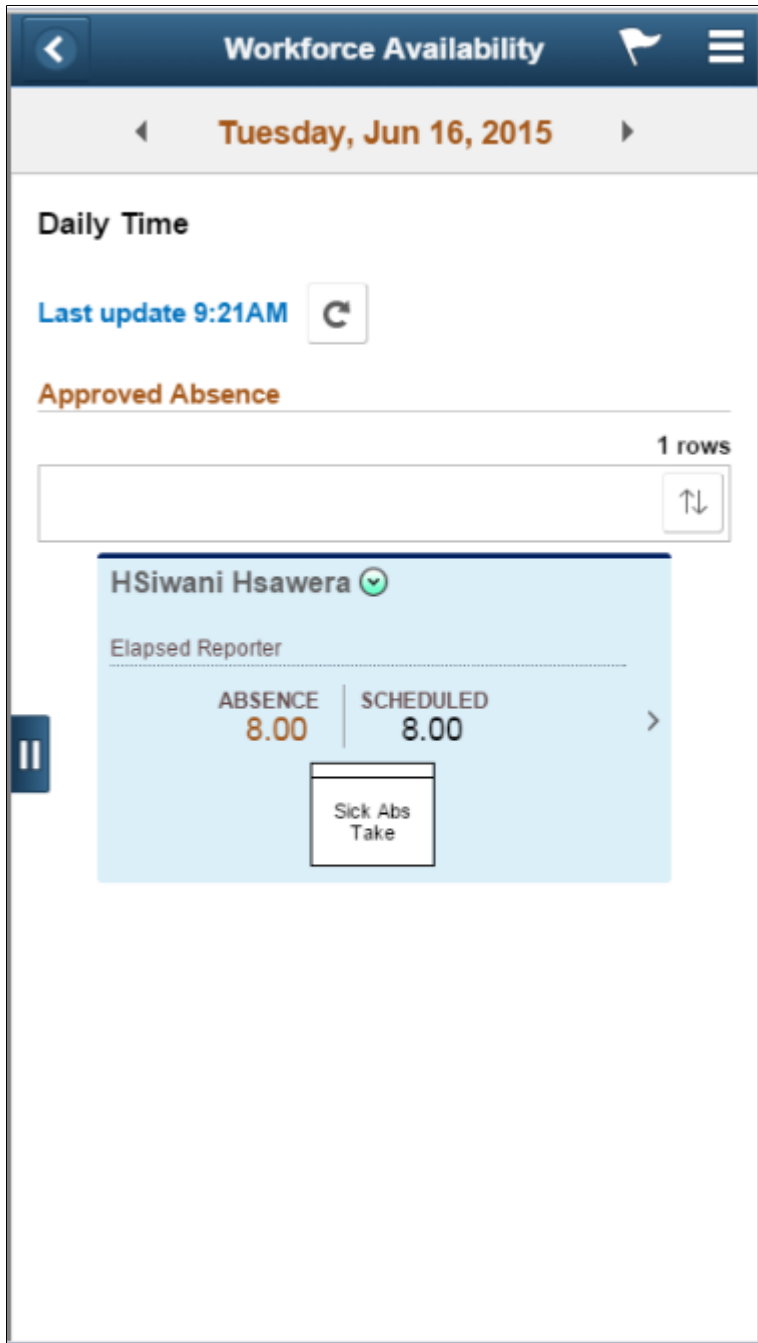 Workforce Availability
Tuesday, Jun 16, 2015
Daily Time
Last update 9:21AM
Approved Absence
1 rows
HSiwani Hsawera
Elapsed Reporter
ABSENCE SCHEDULED
8.00 8.00
Sick Abs
Take